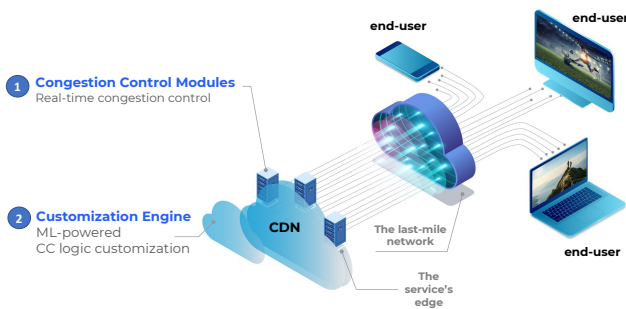 end-user
end-user
1 Congestion Control Modules
Real-time congestion control
2 Customization Engine
ML-powered
CC logic customization
CDN
The last-mile
network
The
service's
edge
end-user